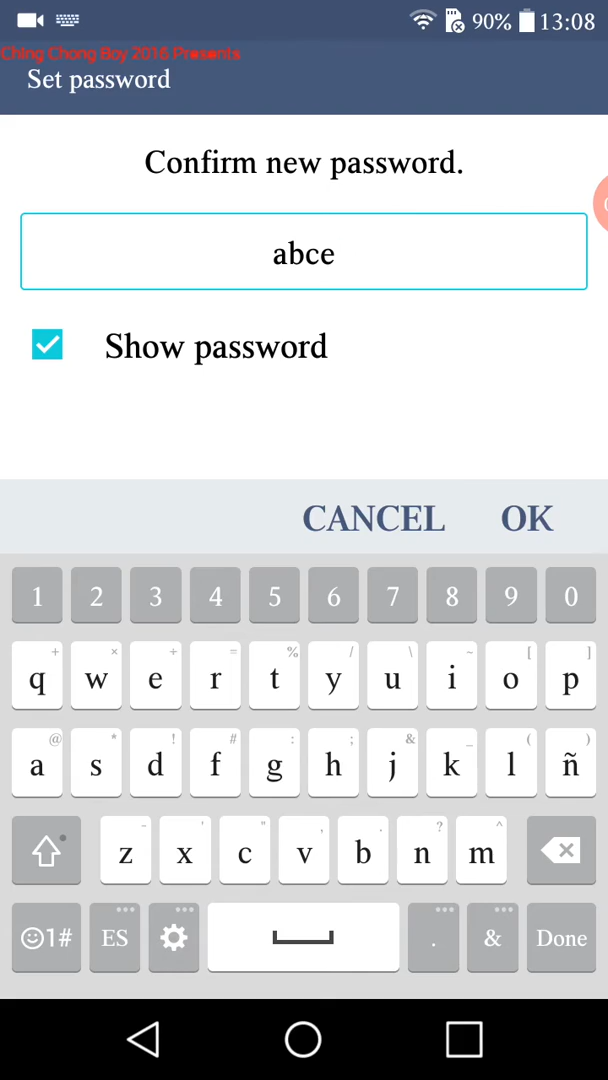 90% 13:08
Ching Chong Boy 2016 Presents
Set password
Confirm new password.
abce
Show password
CANCEL OK
1 2 3 4 5 6 7 8 9 0
+ × ÷ = % / \ ~ [ ]
q w e r t y u i o p
@ * ! # : ; & _ ( )
a s d f g h j k l ñ
- ' " , . ? ^
z x c v b n m
1# ES . & Done